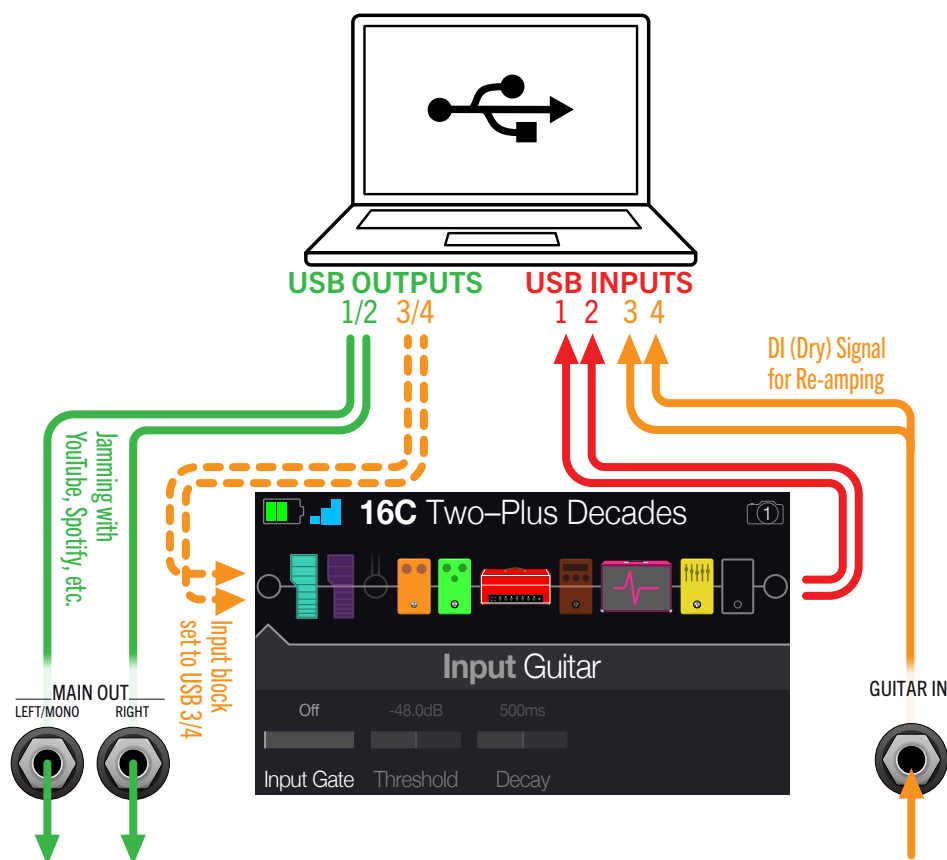 USB OUTPUTS
1/2 3/4
USB INPUTS
1 2 3 4
DI (Dry) Signal
for Re-amping
Jamming with
YouTube, Spotify, etc.
Input block
set to USB 3/4
16C Two–Plus Decades
1
Input Guitar
Off -48.0dB 500ms
Input Gate Threshold Decay
MAIN OUT
LEFT/MONO RIGHT
GUITAR IN